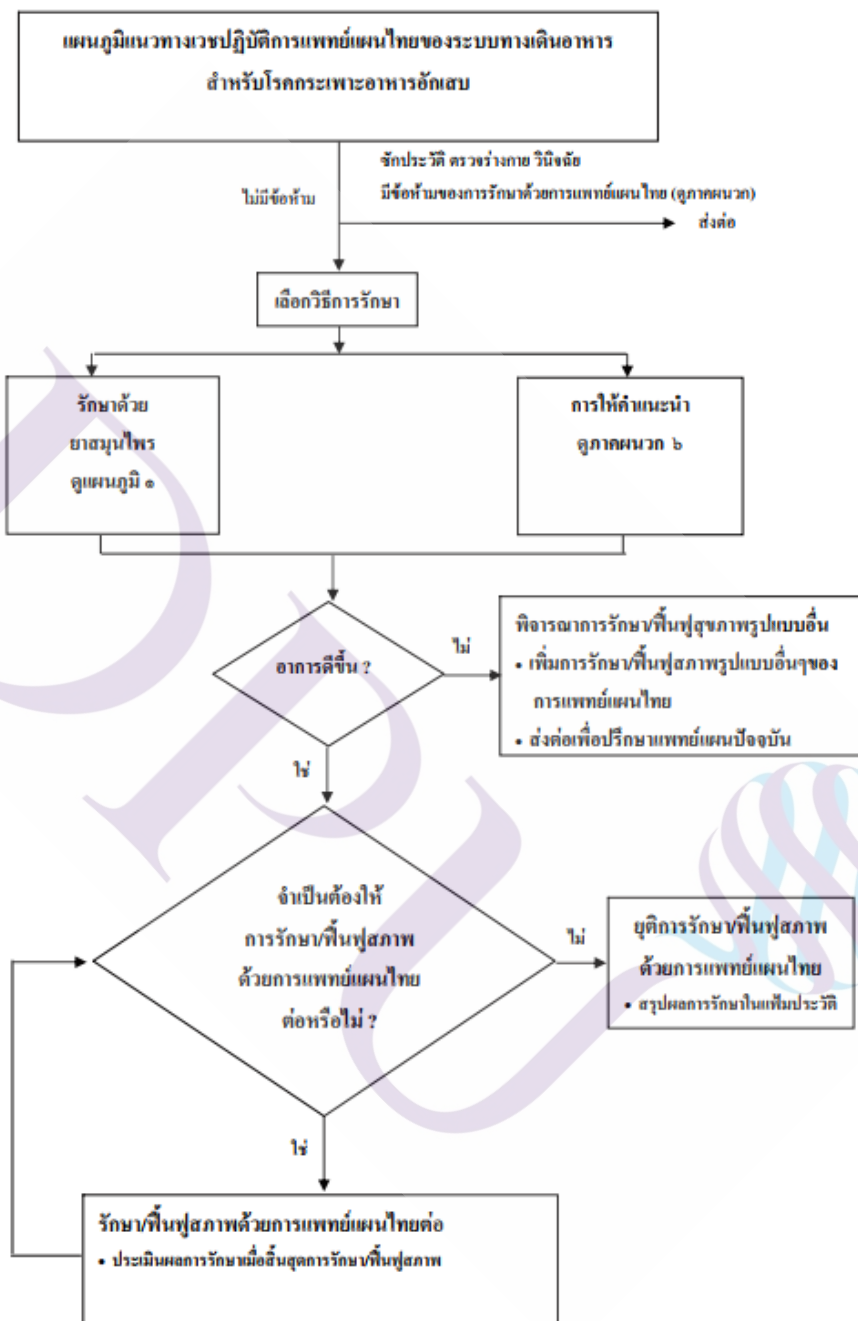 แผนภูมิแนวทางเวชปฏิบัติการแพทย์แผนไทยของระบบทางเดินอาหาร
สำหรับโรคกระเพาะอาหารอักเสบ
ซักประวัติ ตรวจร่างกาย วินิจฉัย
ไม่มีข้อห้าม
มีข้อห้ามของการรักษาด้วยการแพทย์แผนไทย (ดูภาคผนวก)
ส่งต่อ
เลือกวิธีการรักษา
รักษาด้วย
ยาสมุนไพร
ดูแผนภูมิ ๑
การให้คำแนะนำ
ดูภาคผนวก ๖
อาการดีขึ้น ?
ไม่
พิจารณาการรักษา/ฟื้นฟูสุขภาพรูปแบบอื่น
• เพิ่มการรักษา/ฟื้นฟูสภาพรูปแบบอื่นๆของ
การแพทย์แผนไทย
• ส่งต่อเพื่อปรึกษาแพทย์แผนปัจจุบัน
ใช่
จำเป็นต้องให้
การรักษา/ฟื้นฟูสภาพ
ด้วยการแพทย์แผนไทย
ต่อหรือไม่ ?
ไม่
ยุติการรักษา/ฟื้นฟูสภาพ
ด้วยการแพทย์แผนไทย
• สรุปผลการรักษาในแฟ้มประวัติ
ใช่
รักษา/ฟื้นฟูสภาพด้วยการแพทย์แผนไทยต่อ
• ประเมินผลการรักษาเมื่อสิ้นสุดการรักษา/ฟื้นฟูสภาพ
DPU